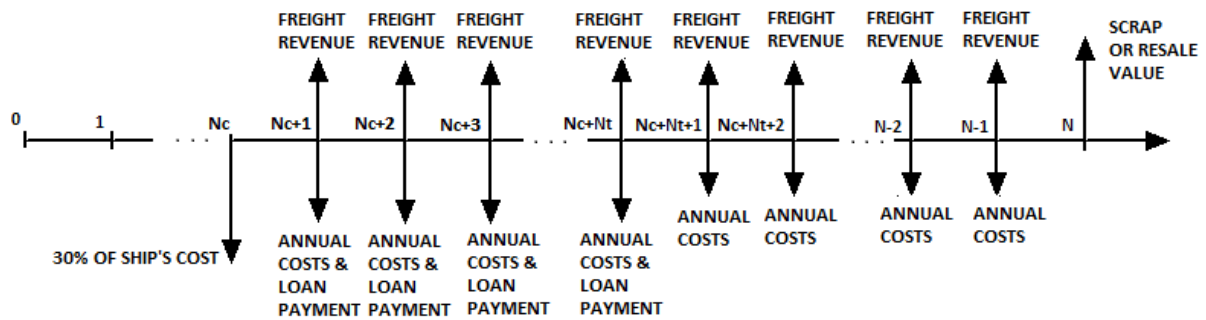 FREIGHT REVENUE
FREIGHT REVENUE
FREIGHT REVENUE
FREIGHT REVENUE
FREIGHT REVENUE
FREIGHT REVENUE
FREIGHT REVENUE
FREIGHT REVENUE
SCRAP
OR RESALE
VALUE
0 1 . . . Nc Nc+1 Nc+2 Nc+3 . . . . Nc+Nt Nc+Nt+1 Nc+Nt+2 . . . N-2 N-1 N
30% OF SHIP'S COST
ANNUAL
COSTS &
LOAN
PAYMENT
ANNUAL
COSTS &
LOAN
PAYMENT
ANNUAL
COSTS &
LOAN
PAYMENT
ANNUAL
COSTS &
LOAN
PAYMENT
ANNUAL
COSTS
ANNUAL
COSTS
ANNUAL
COSTS
ANNUAL
COSTS